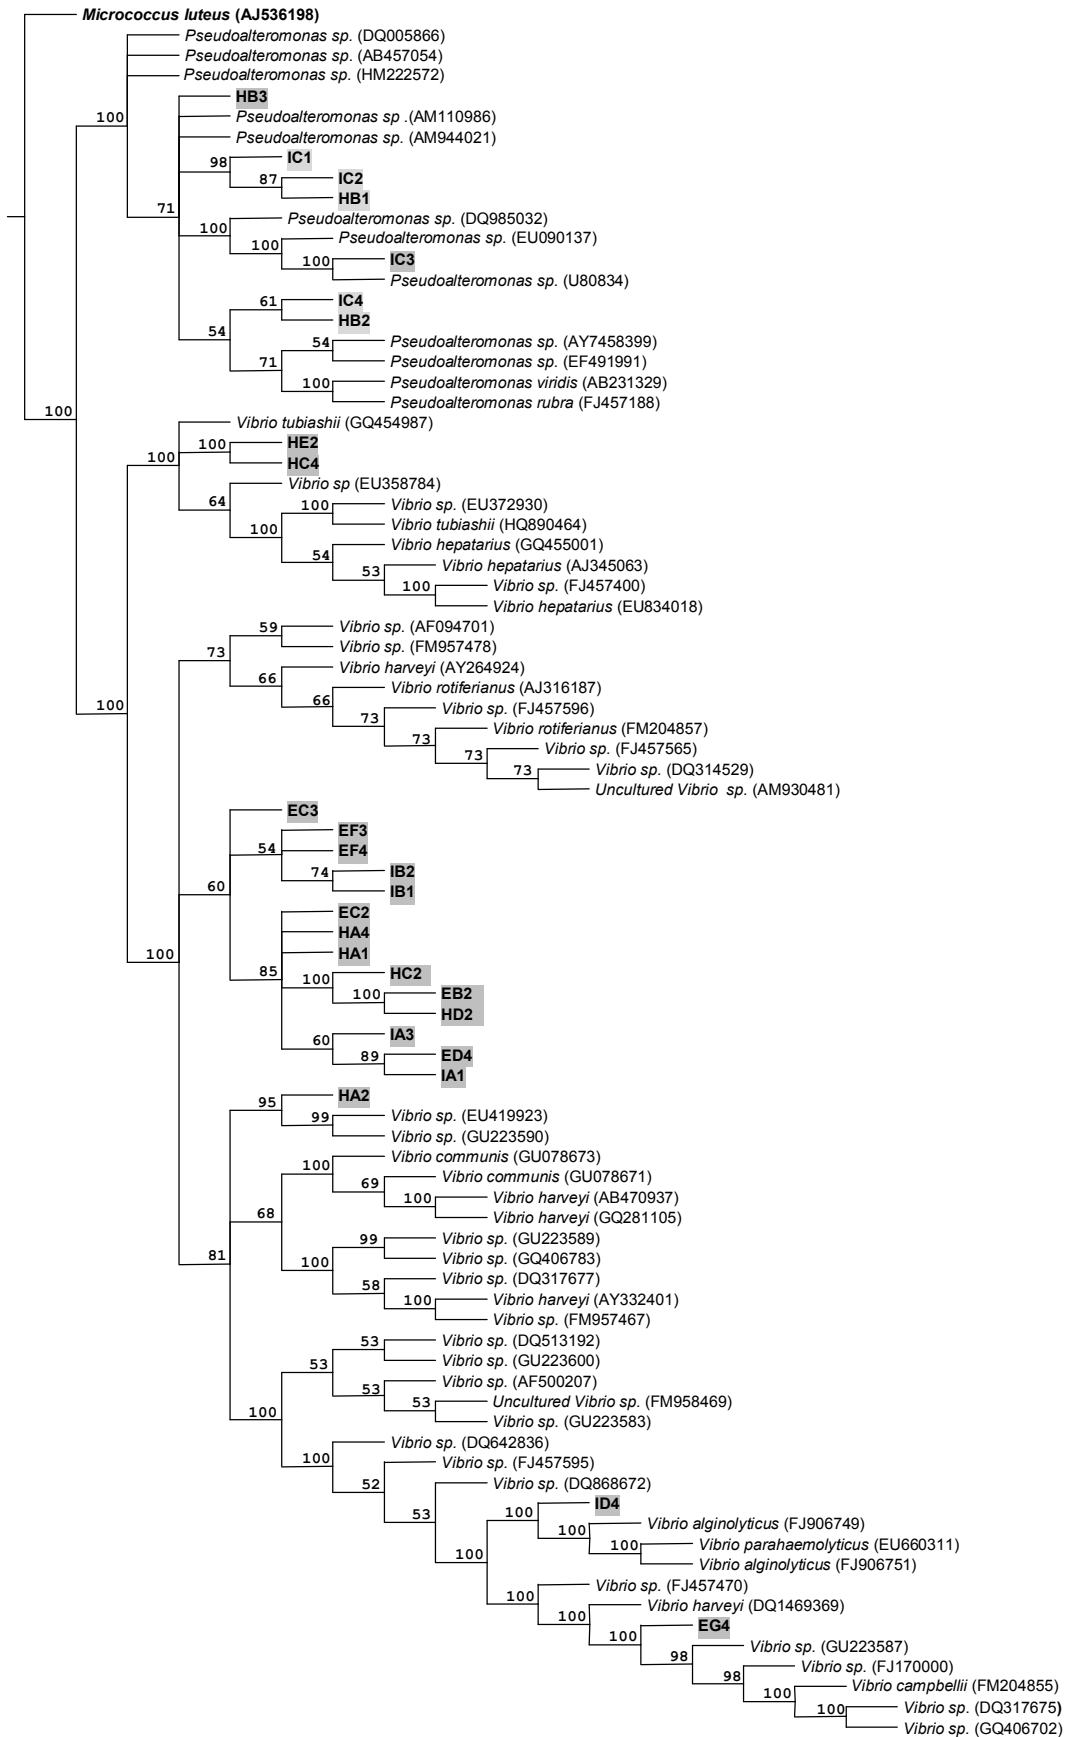 Micrococcus luteus (AJ536198)
Pseudoalteromonas sp. (DQ005866)
Pseudoalteromonas sp. (AB457054)
Pseudoalteromonas sp. (HM222572)
HB3
100
Pseudoalteromonas sp .(AM110986)
Pseudoalteromonas sp. (AM944021)
98 IC1
87 IC2
HB1
71
Pseudoalteromonas sp. (DQ985032)
100
Pseudoalteromonas sp. (EU090137)
100
100 IC3
Pseudoalteromonas sp. (U80834)
61 IC4
HB2
54
54 Pseudoalteromonas sp. (AY7458399)
Pseudoalteromonas sp. (EF491991)
71
100 Pseudoalteromonas viridis (AB231329)
Pseudoalteromonas rubra (FJ457188)
100
Vibrio tubiashii (GQ454987)
100 HE2
100
HC4
Vibrio sp (EU358784)
64
100 Vibrio sp. (EU372930)
Vibrio tubiashii (HQ890464)
100
Vibrio hepatarius (GQ455001)
54
Vibrio hepatarius (AJ345063)
53
100 Vibrio sp. (FJ457400)
Vibrio hepatarius (EU834018)
59 Vibrio sp. (AF094701)
Vibrio sp. (FM957478)
73
Vibrio harveyi (AY264924)
66
Vibrio rotiferianus (AJ316187)
66
Vibrio sp. (FJ457596)
100
73
Vibrio rotiferianus (FM204857)
73
Vibrio sp. (FJ457565)
73
73 Vibrio sp. (DQ314529)
Uncultured Vibrio sp. (AM930481)
EC3
EF3
54 EF4
74 IB2
IB1
60
EC2
HA4
HA1
100
85
100 HC2
100 EB2
HD2
60 IA3
89 ED4
IA1
95 HA2
99 Vibrio sp. (EU419923)
Vibrio sp. (GU223590)
Vibrio communis (GU078673)
100
Vibrio communis (GU078671)
69
100 Vibrio harveyi (AB470937)
Vibrio harveyi (GQ281105)
68
99 Vibrio sp. (GU223589)
81
Vibrio sp. (GQ406783)
100
Vibrio sp. (DQ317677)
58
100 Vibrio harveyi (AY332401)
Vibrio sp. (FM957467)
53 Vibrio sp. (DQ513192)
Vibrio sp. (GU223600)
53
Vibrio sp. (AF500207)
53
53 Uncultured Vibrio sp. (FM958469)
100
Vibrio sp. (GU223583)
Vibrio sp. (DQ642836)
100
Vibrio sp. (FJ457595)
52
Vibrio sp. (DQ868672)
53
100 ID4
100 Vibrio alginolyticus (FJ906749)
100 Vibrio parahaemolyticus (EU660311)
100
Vibrio alginolyticus (FJ906751)
Vibrio sp. (FJ457470)
100
Vibrio harveyi (DQ1469369)
100
EG4
100
Vibrio sp. (GU223587)
98
Vibrio sp. (FJ170000)
98
Vibrio campbellii (FM204855)
100
100 Vibrio sp. (DQ317675)
Vibrio sp. (GQ406702)